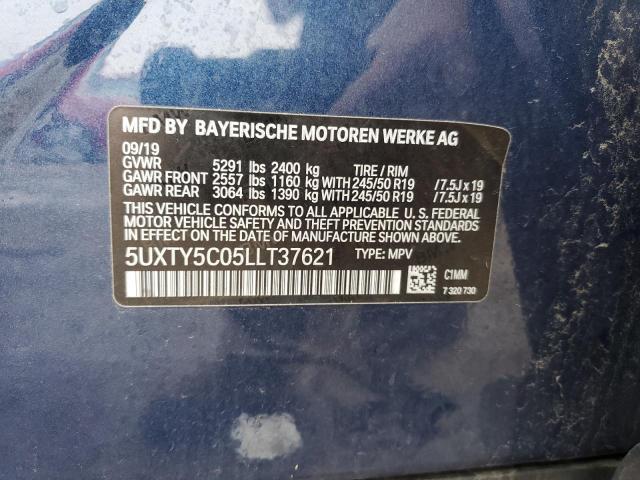 MFD BY BAYERISCHE MOTOREN WERKE AG
09/19
GVWR 5291 lbs 2400 kg TIRE / RIM
GAWR FRONT 2557 lbs 1160 kg WITH 245/50 R19 /7.5J x 19
GAWR REAR 3064 lbs 1390 kg WITH 245/50 R19 /7.5J x 19
THIS VEHICLE CONFORMS TO ALL APPLICABLE U. S. FEDERAL
MOTOR VEHICLE SAFETY AND THEFT PREVENTION STANDARDS
IN EFFECT ON THE DATE OF MANUFACTURE SHOWN ABOVE.
5UXTY5C05LLT37621 TYPE: MPV
C1MM
7 320 730